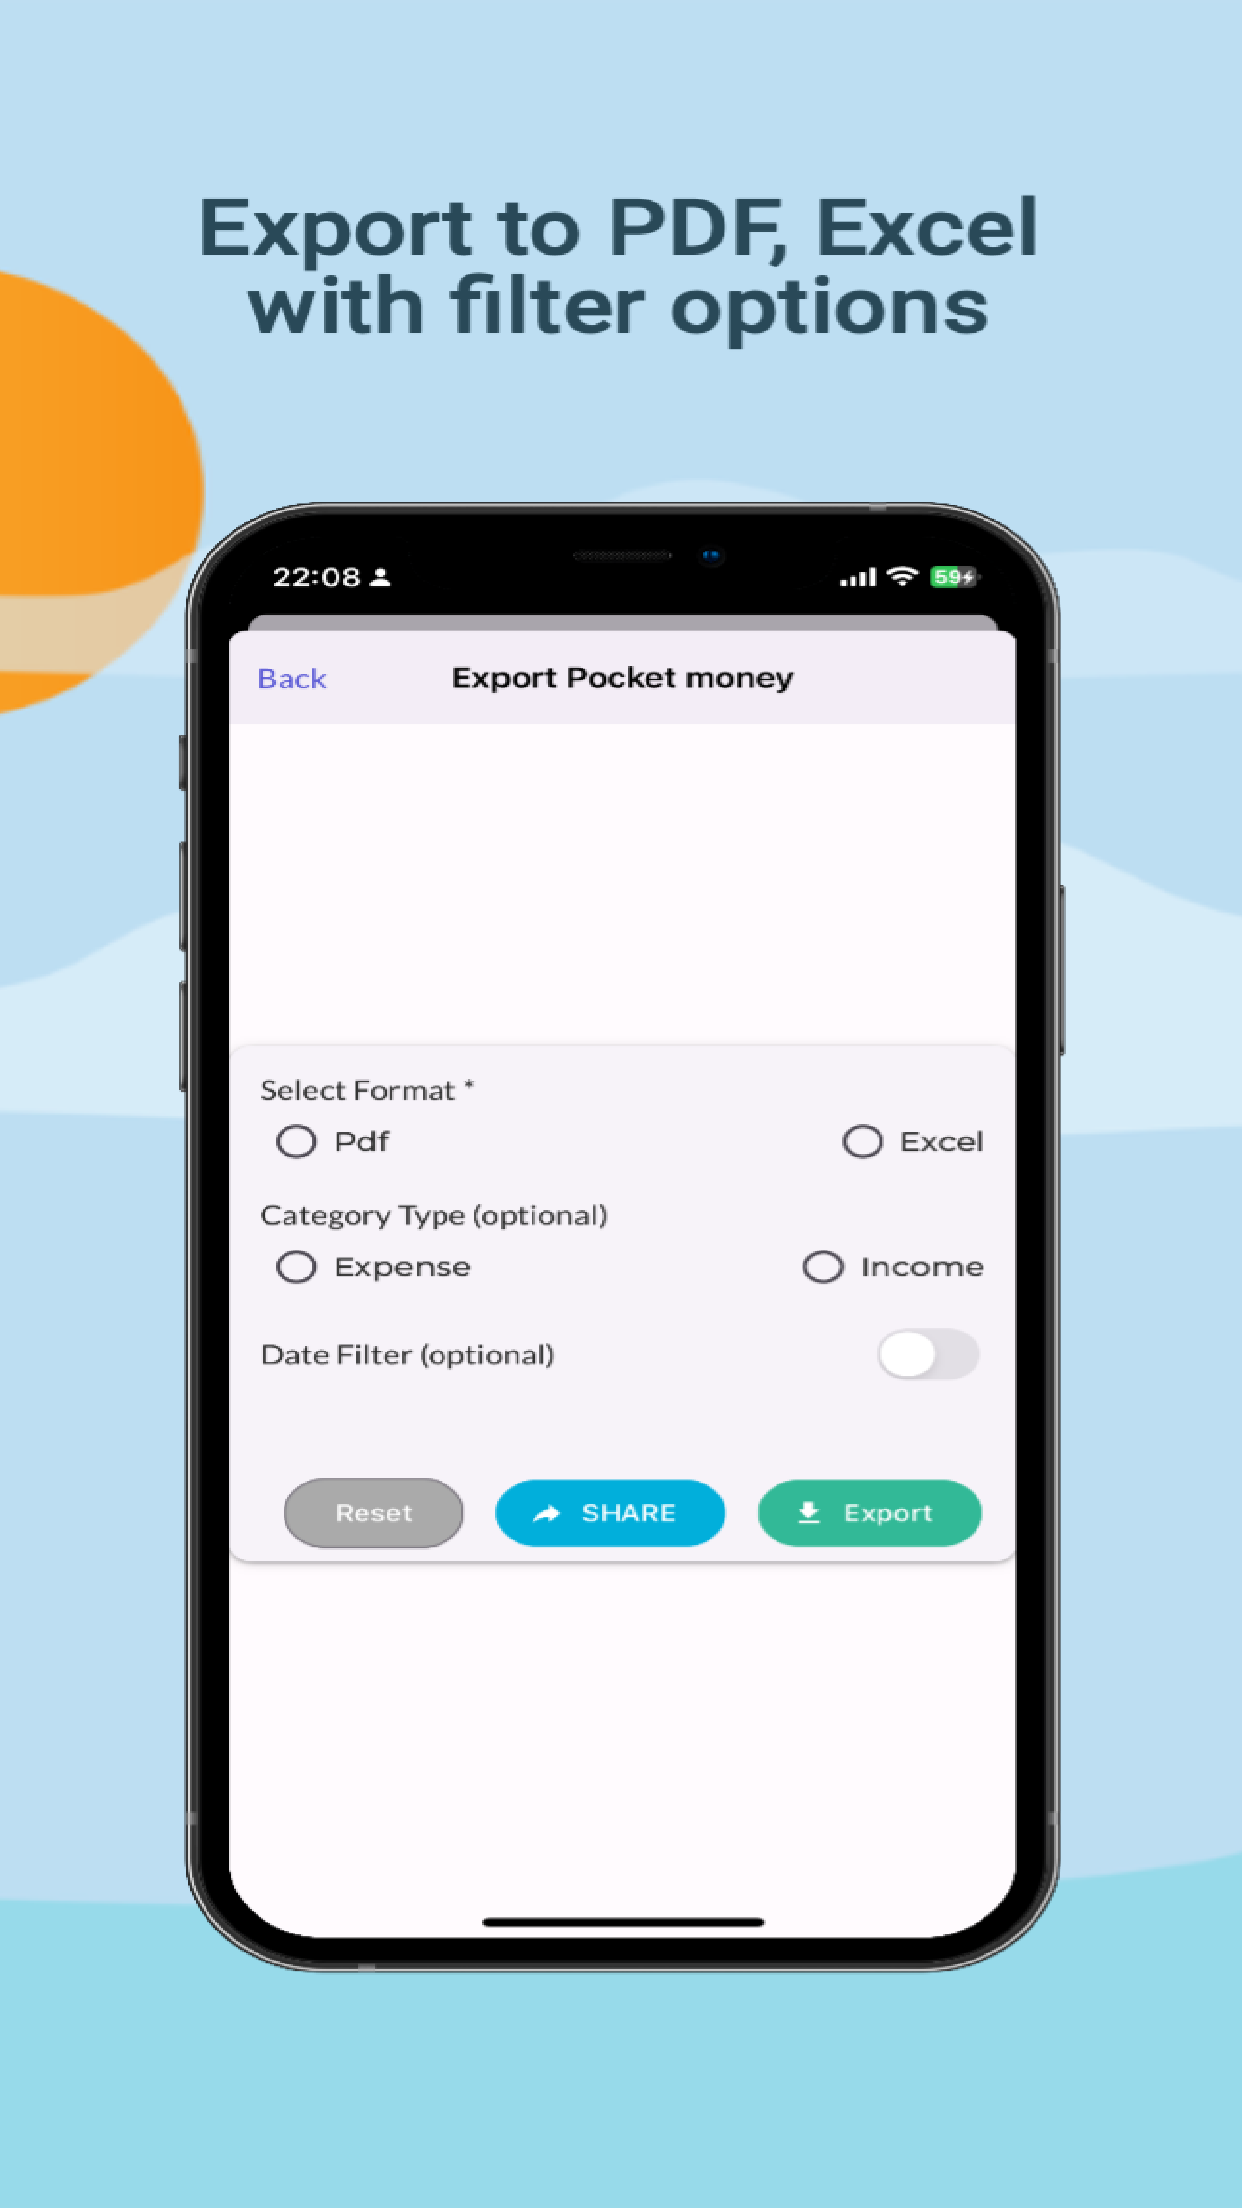 Export to PDF, Excel
with filter options
22:08
59
Back
Export Pocket money
Select Format *
Pdf
Excel
Category Type (optional)
Expense
Income
Date Filter (optional)
Reset
SHARE
Export